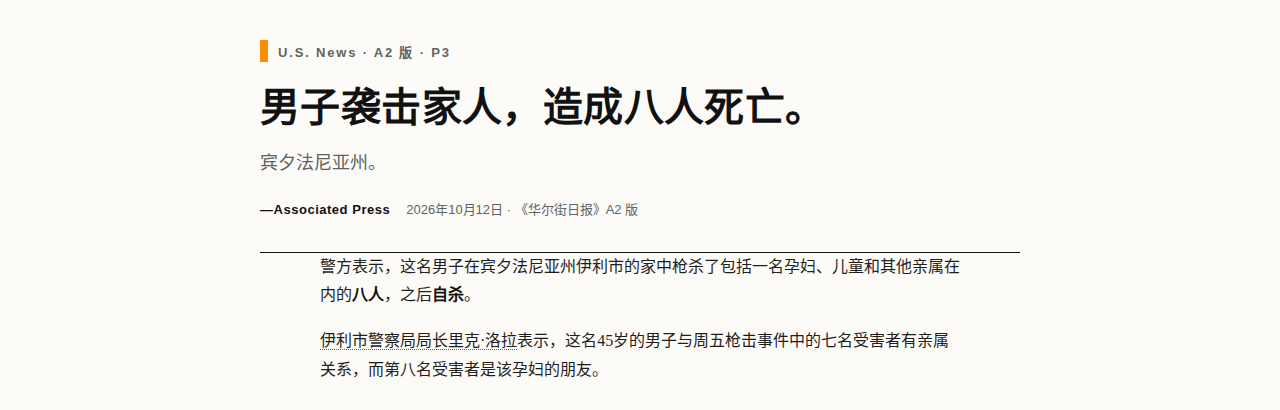 U.S. News · A2 版 · P3
男子袭击家人，造成八人死亡。
宾夕法尼亚州。
—Associated Press 2026年10月12日 · 《华尔街日报》A2 版
警方表示，这名男子在宾夕法尼亚州伊利市的家中枪杀了包括一名孕妇、儿童和其他亲属在
内的八人，之后自杀。
伊利市警察局局长里克·洛拉表示，这名45岁的男子与周五枪击事件中的七名受害者有亲属
关系，而第八名受害者是该孕妇的朋友。